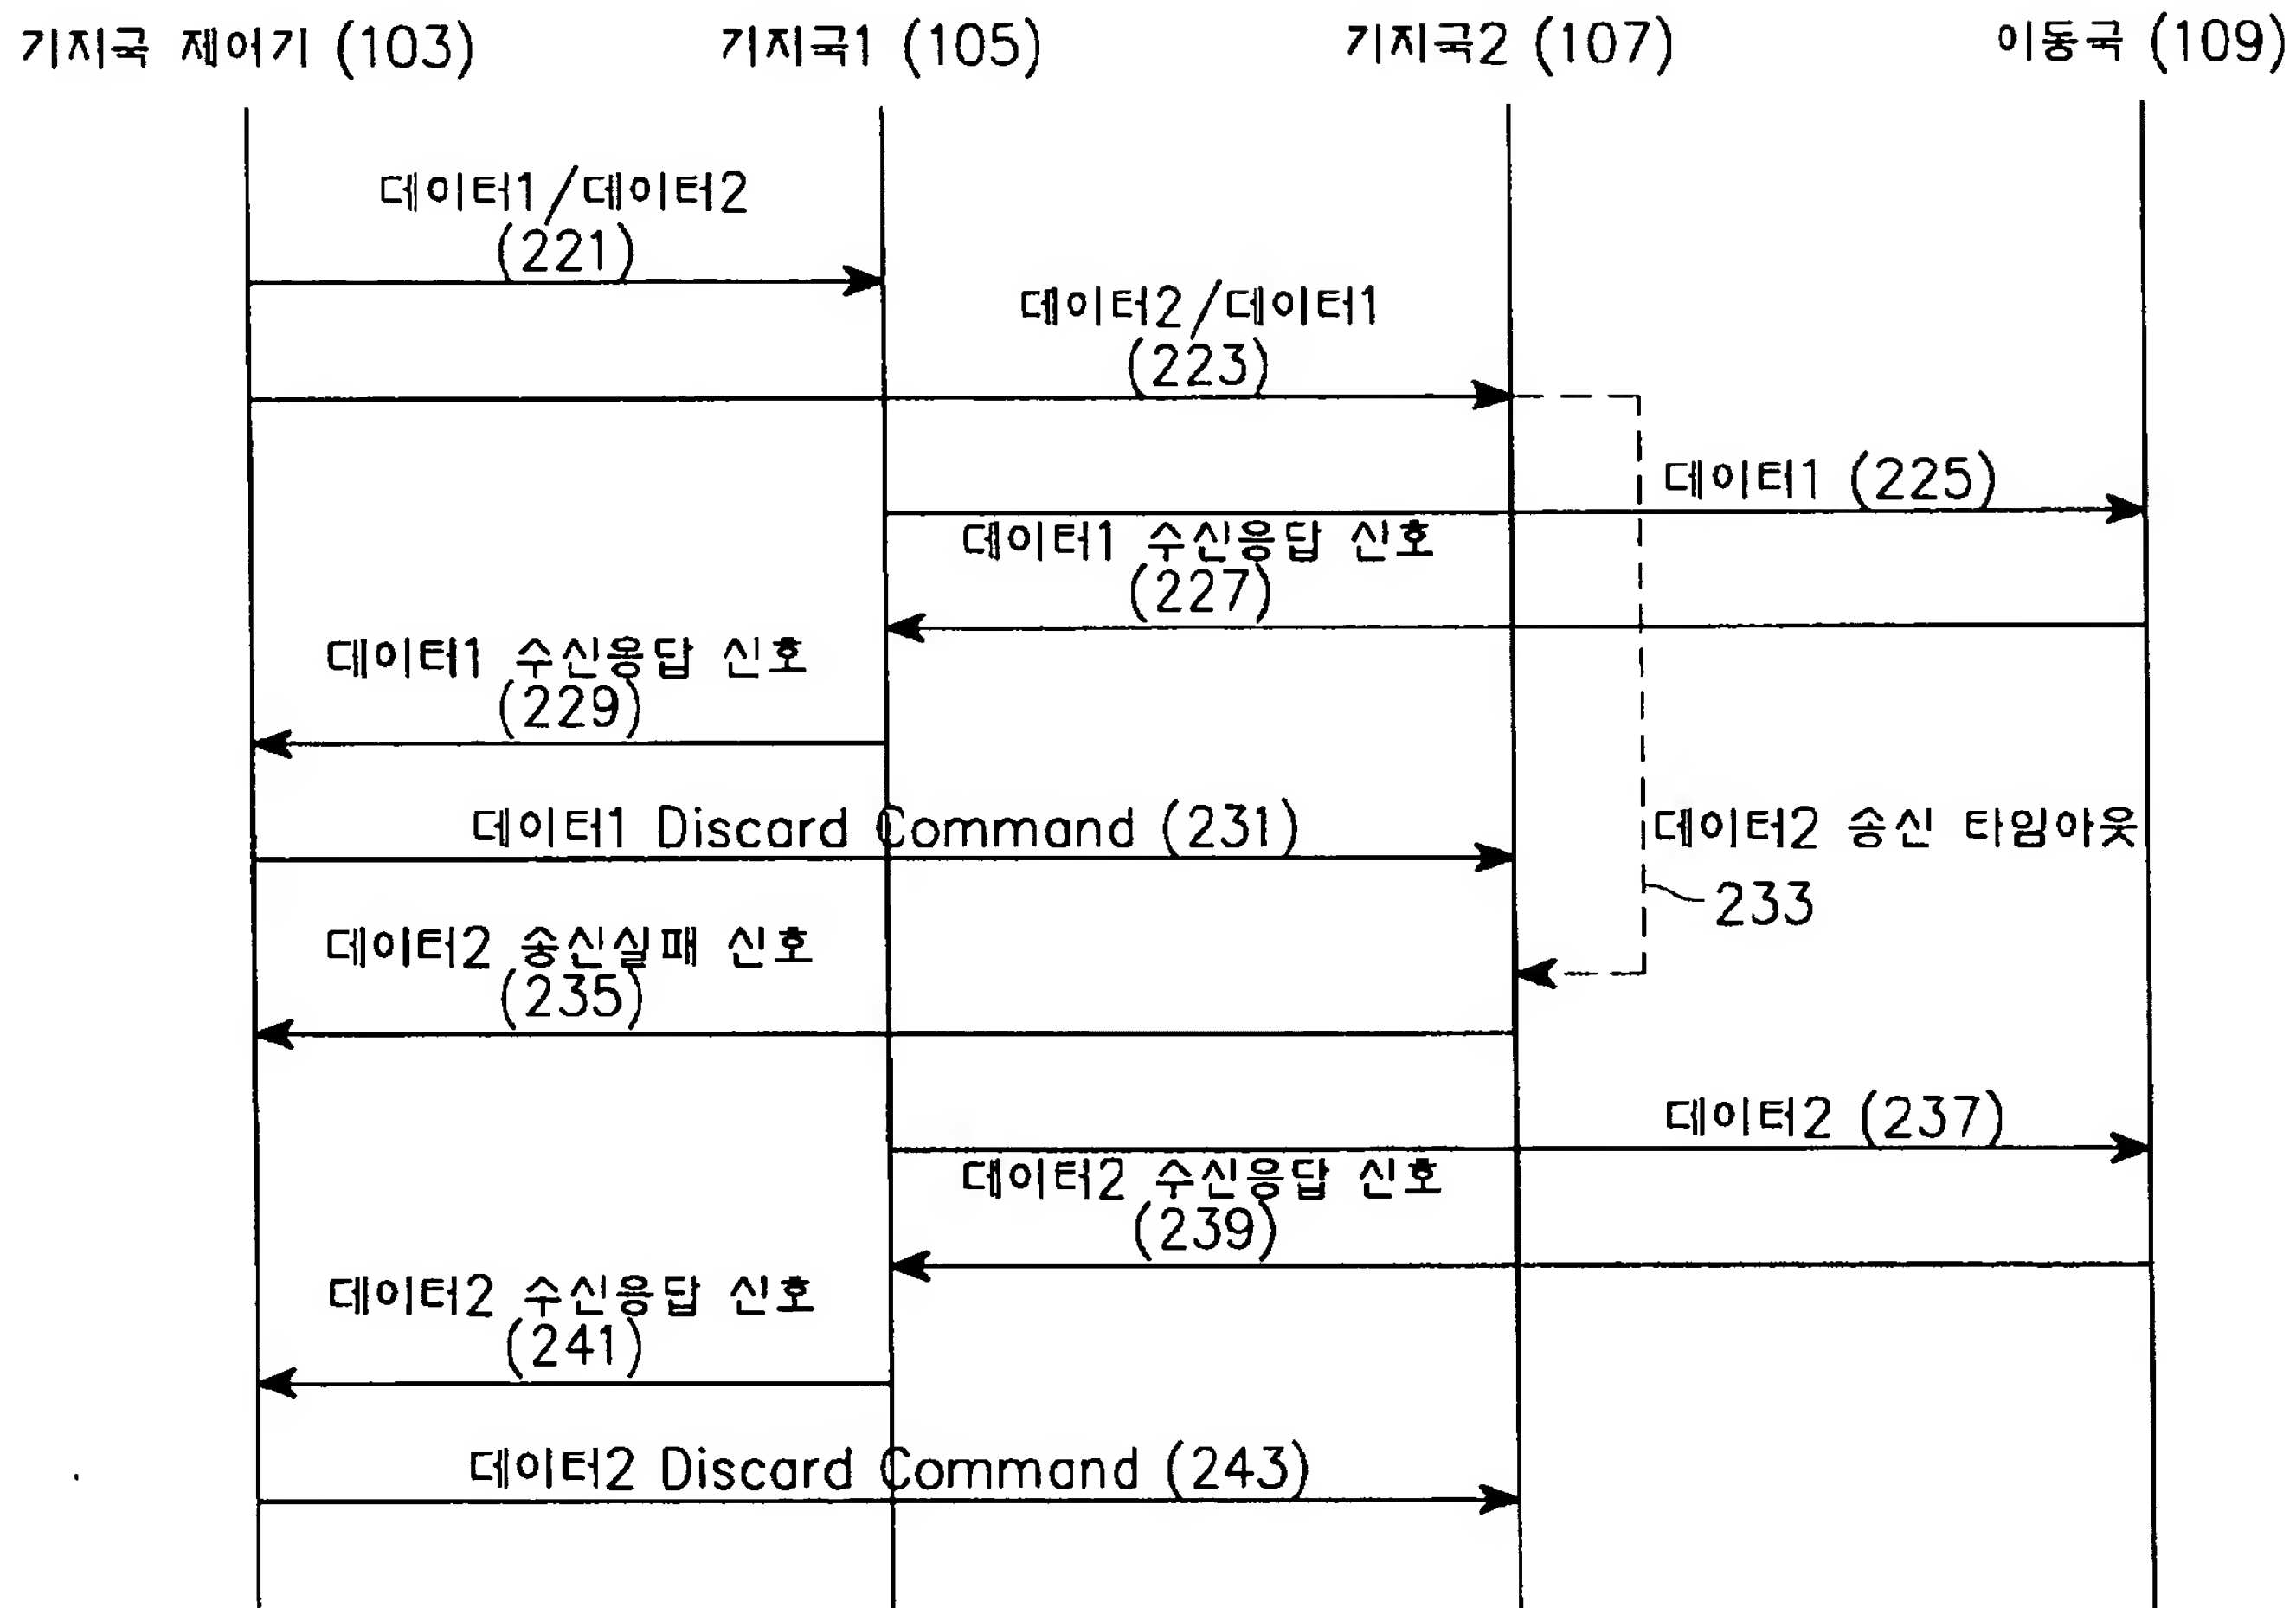 기지국 제어기 (103)
기지국1 (105)
기지국2 (107)
이동국 (109)
데이터1/데이터2
(221)
데이터2/데이터1
(223)
데이터1 (225)
데이터1 수신응답 신호
(227)
데이터1 수신응답 신호
(229)
데이터1 Discard Command (231)
데이터2 송신 타임아웃
233
데이터2 송신실패 신호
(235)
데이터2 (237)
데이터2 수신응답 신호
(239)
데이터2 수신응답 신호
(241)
데이터2 Discard Command (243)